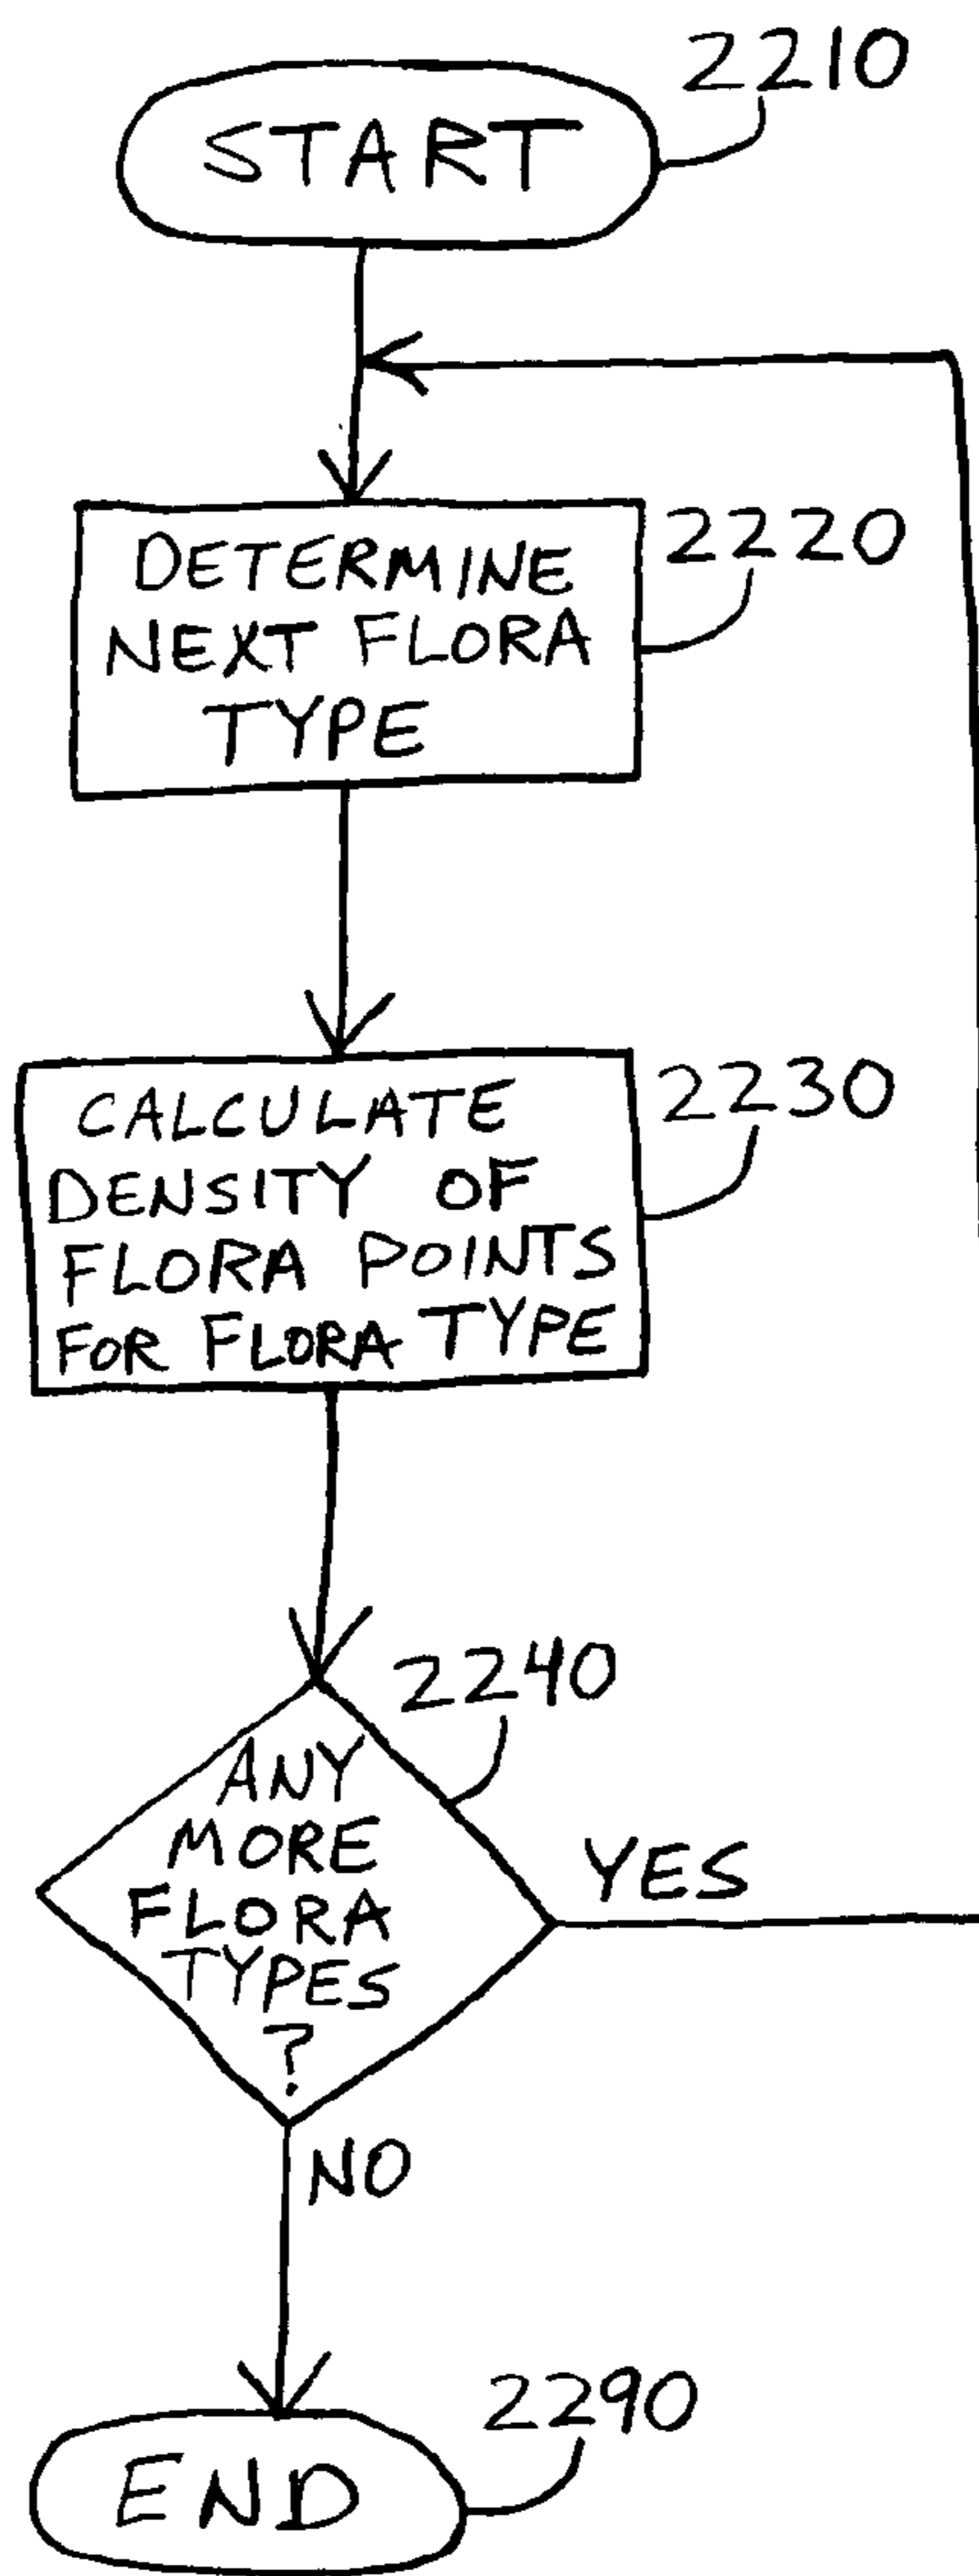 2210
START
DETERMINE
NEXT FLORA
TYPE
2220
CALCULATE
DENSITY OF
FLORA POINTS
FOR FLORA TYPE
2230
2240
ANY
MORE
FLORA
TYPES
?
YES
NO
2290
END